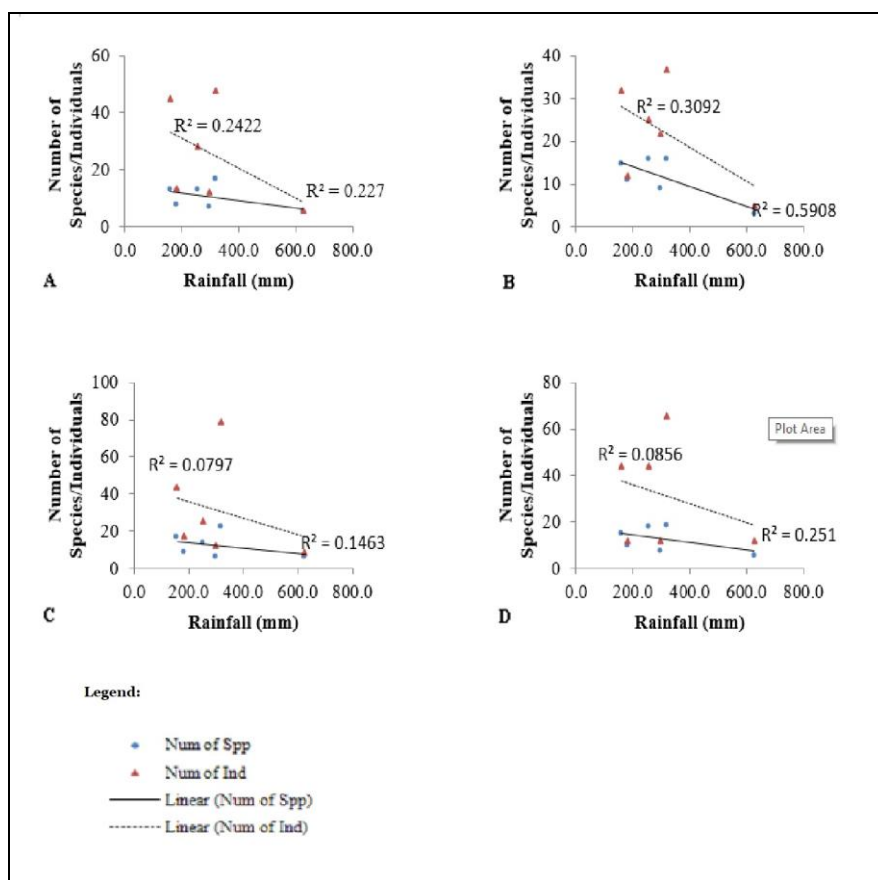 60
40
20
0
0.0 200.0 400.0 600.0 800.0
Number of
Species/Individuals
R² = 0.2422
R² = 0.227
Rainfall (mm)
A
40
30
20
10
0
0.0 200.0 400.0 600.0 800.0
Number of
Species/Individuals
R² = 0.3092
R² = 0.5908
Rainfall (mm)
B
100
80
60
40
20
0
0.0 200.0 400.0 600.0 800.0
Number of
Species/Individuals
R² = 0.0797
R² = 0.1463
Rainfall (mm)
C
80
60
40
20
0
0.0 200.0 400.0 600.0 800.0
Number of
Species/Individuals
Plot Area
R² = 0.0856
R² = 0.251
Rainfall (mm)
D
Legend:
Num of Spp
Num of Ind
Linear (Num of Spp)
Linear (Num of Ind)